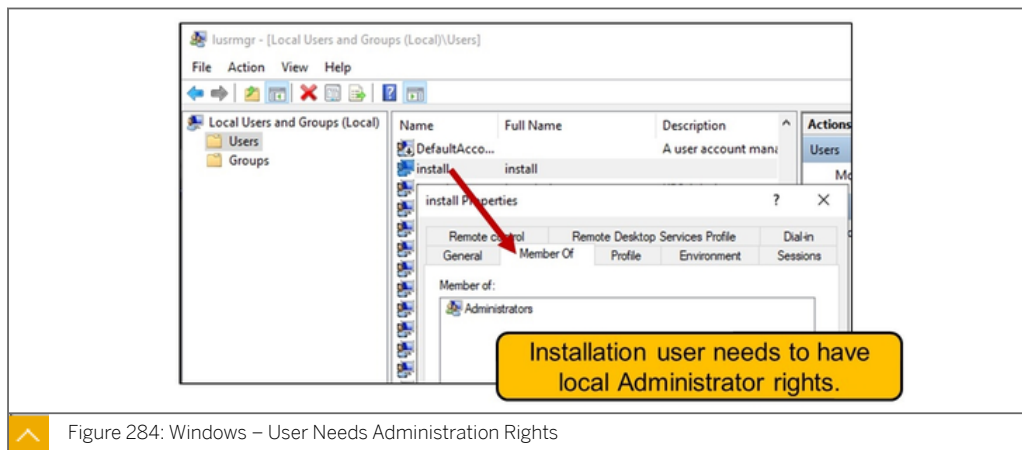 lusrmgr - [Local Users and Groups (Local)\Users]
File Action View Help
Local Users and Groups (Local)
Users
Groups
Name Full Name Description
DefaultAcco... A user account mana
install install
Actions
Users
Mo
install Properties ? ×
Remote control Remote Desktop Services Profile Dial-in
General Member Of Profile Environment Sessions
Member of:
Administrators
Installation user needs to have
local Administrator rights.
Figure 284: Windows – User Needs Administration Rights